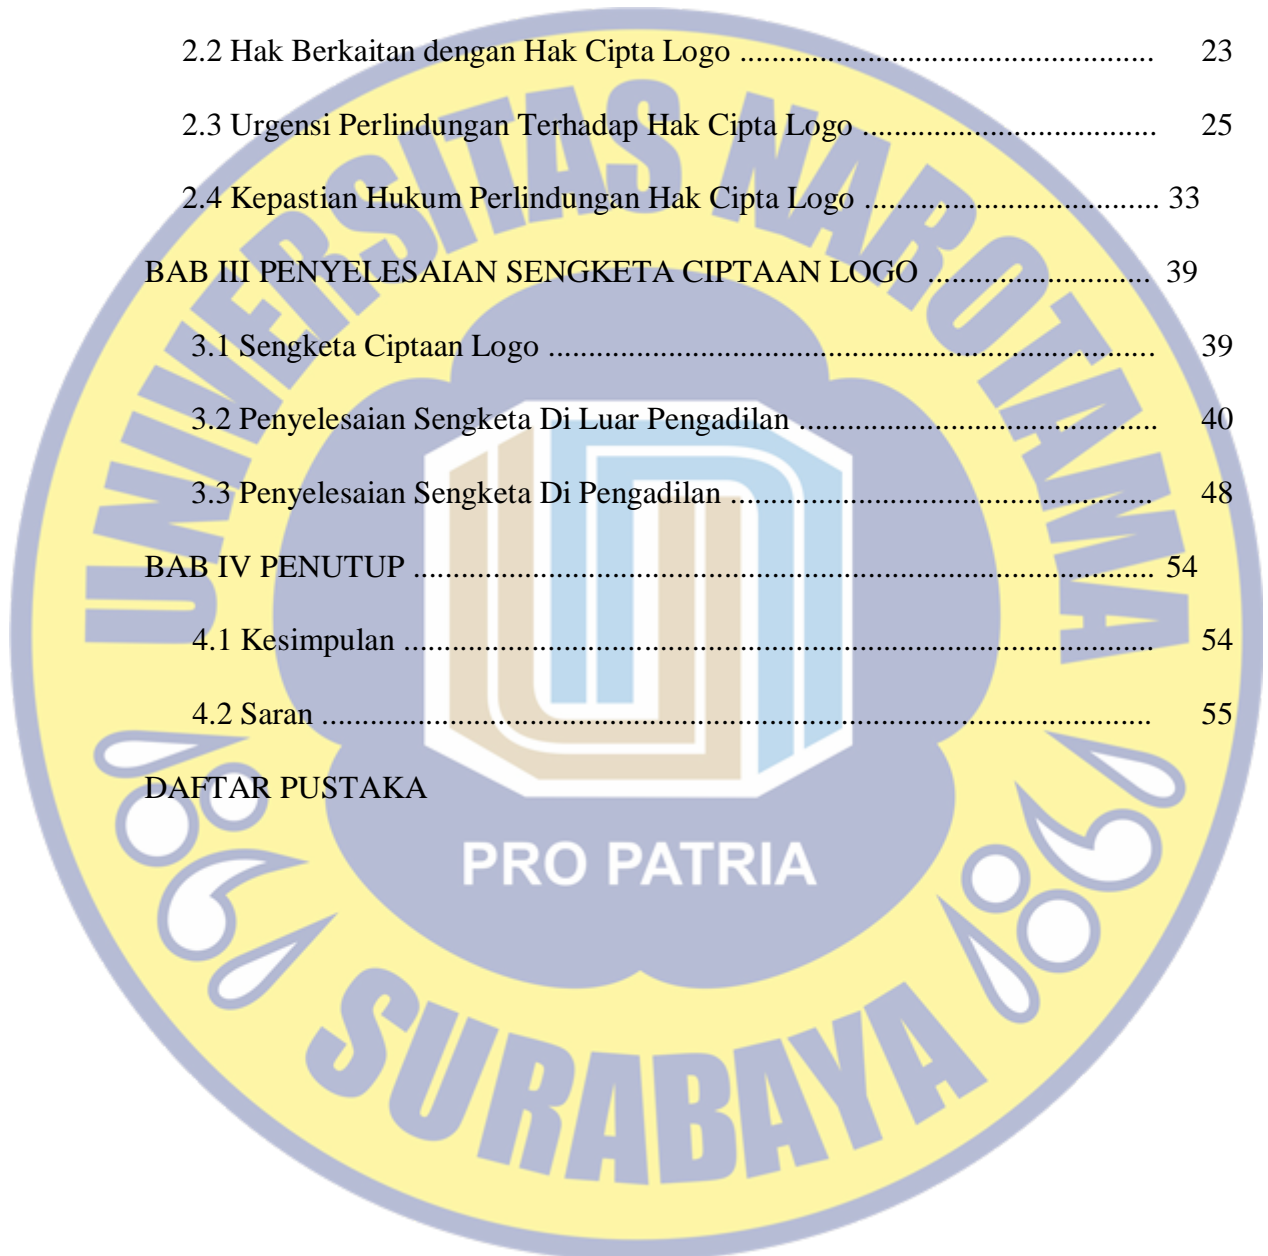 2.2 Hak Berkaitan dengan Hak Cipta Logo .................................................... 23
2.3 Urgensi Perlindungan Terhadap Hak Cipta Logo ..................................... 25
2.4 Kepastian Hukum Perlindungan Hak Cipta Logo ..................................... 33
BAB III PENYELESAIAN SENGKETA CIPTAAN LOGO ............................ 39
3.1 Sengketa Ciptaan Logo ............................................................................ 39
3.2 Penyelesaian Sengketa Di Luar Pengadilan ............................................. 40
3.3 Penyelesaian Sengketa Di Pengadilan ..................................................... 48
BAB IV PENUTUP ............................................................................................. 54
4.1 Kesimpulan .............................................................................................. 54
4.2 Saran ........................................................................................................ 55
DAFTAR PUSTAKA
UNIVERSITAS NAROTAMA
PRO PATRIA
SURABAYA